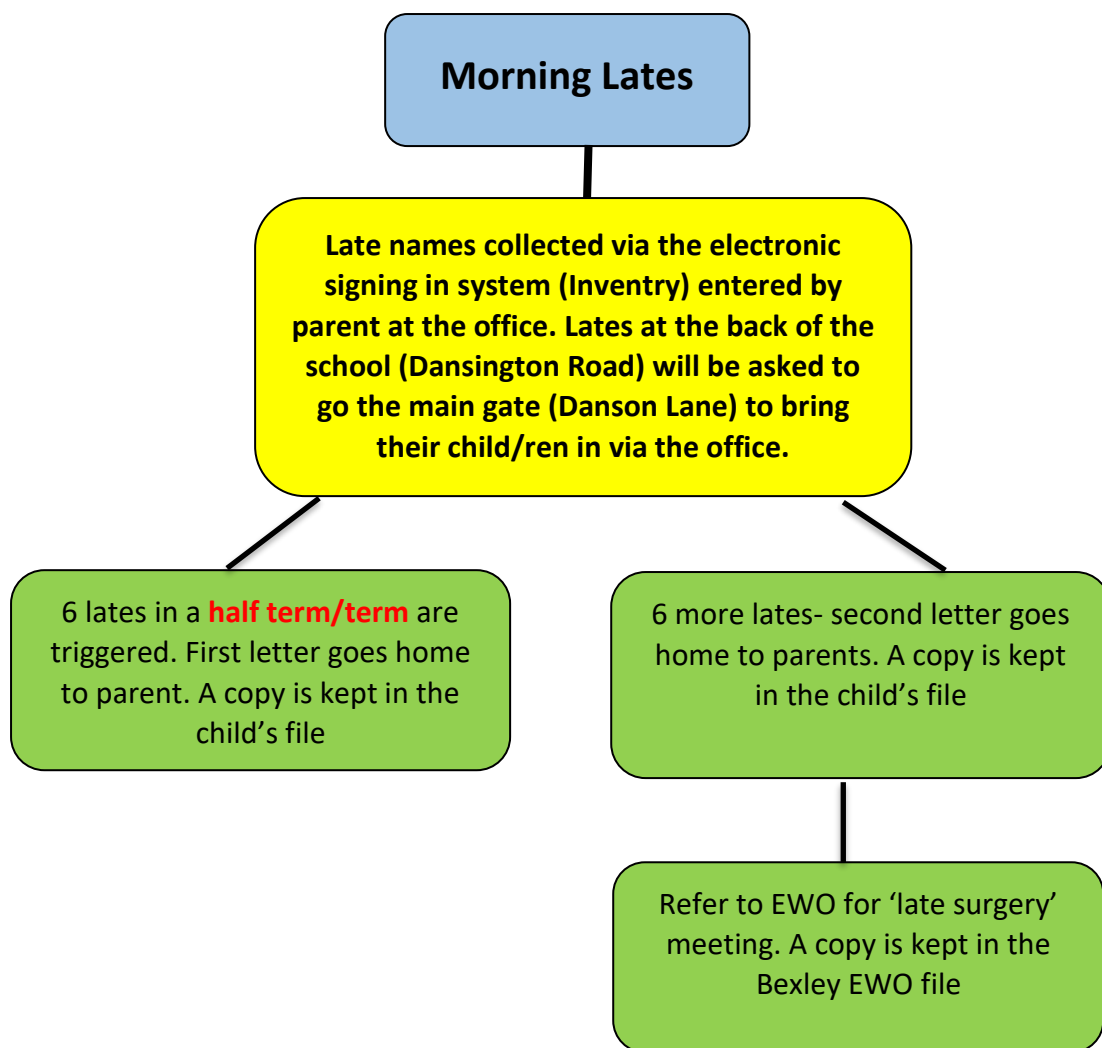 Morning Lates
Late names collected via the electronic
signing in system (Inventry) entered by
parent at the office. Lates at the back of the
school (Dansington Road) will be asked to
go the main gate (Danson Lane) to bring
their child/ren in via the office.
6 lates in a half term/term are
triggered. First letter goes home
to parent. A copy is kept in the
child’s file
6 more lates- second letter goes
home to parents. A copy is kept
in the child’s file
Refer to EWO for ‘late surgery’
meeting. A copy is kept in the
Bexley EWO file